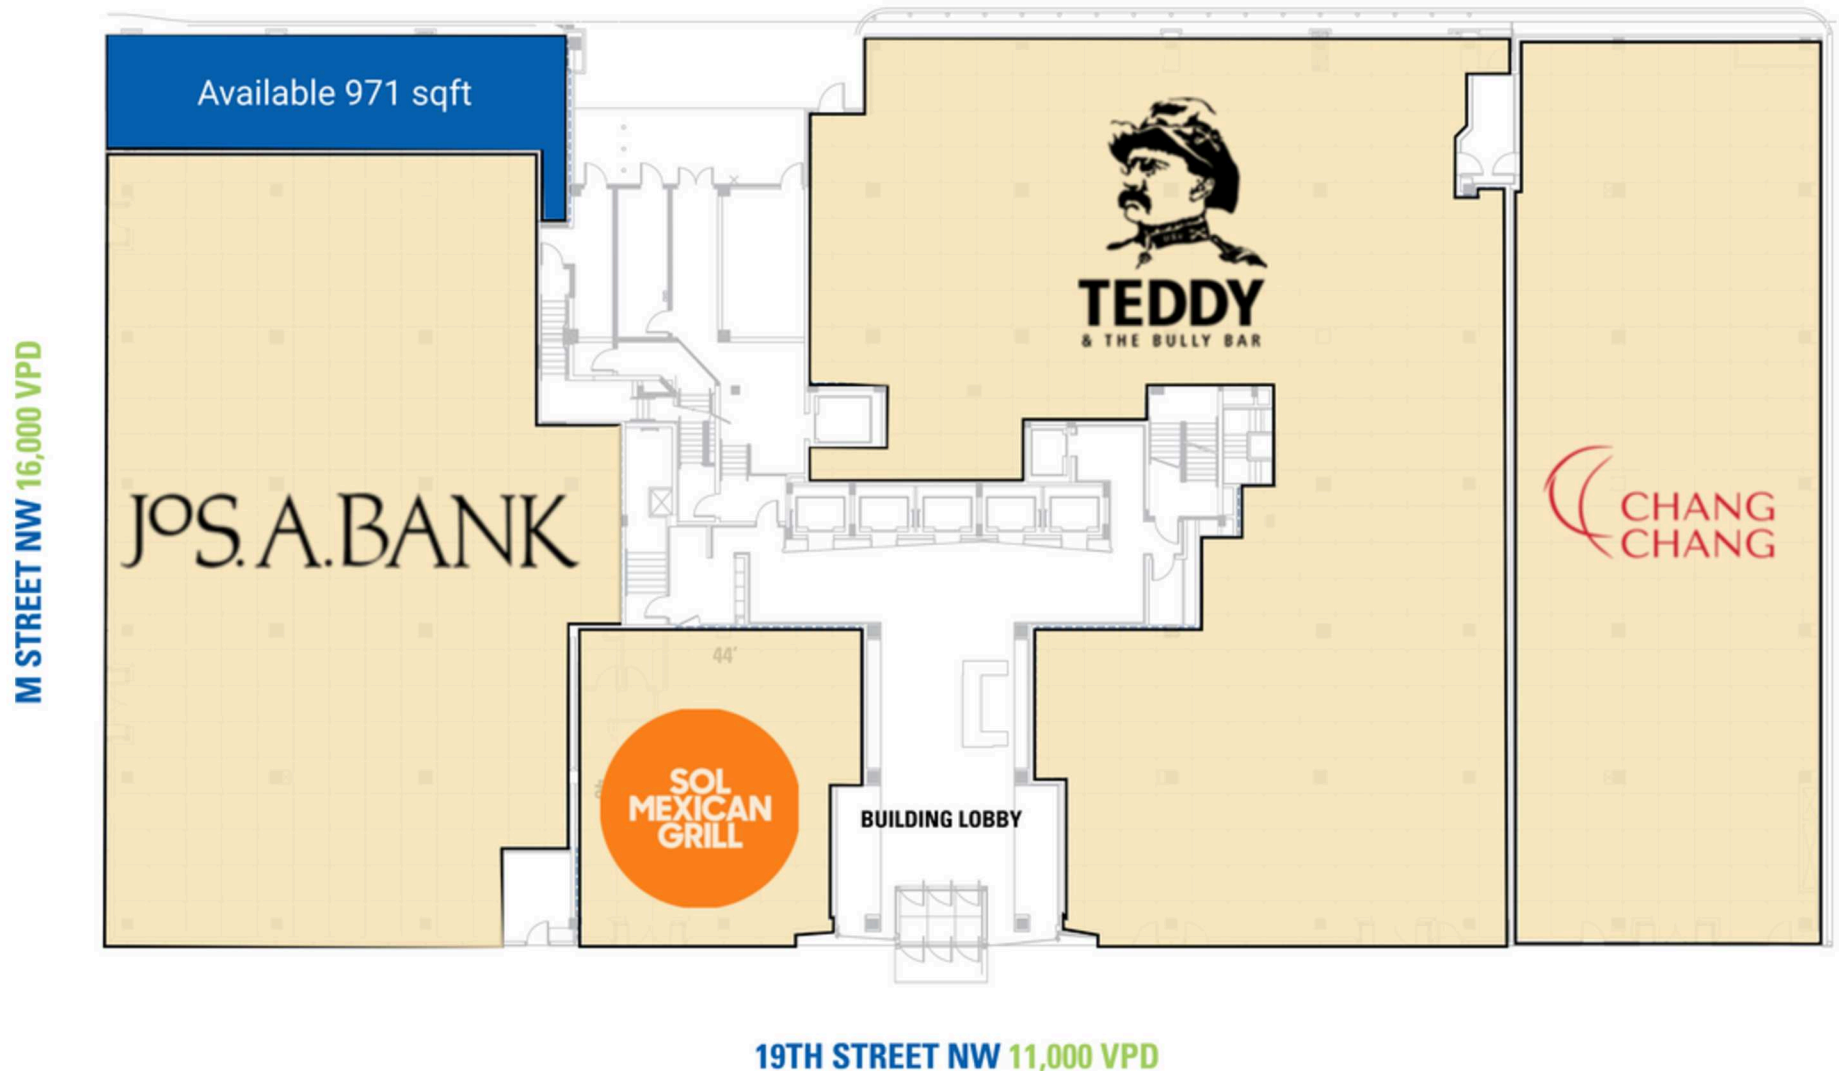 Available 971 sqft
TEDDY
& THE BULLY BAR
M STREET NW 16,000 VPD
JOS. A. BANK
CHANG
CHANG
44'
SOL
MEXICAN
GRILL
BUILDING LOBBY
19TH STREET NW 11,000 VPD